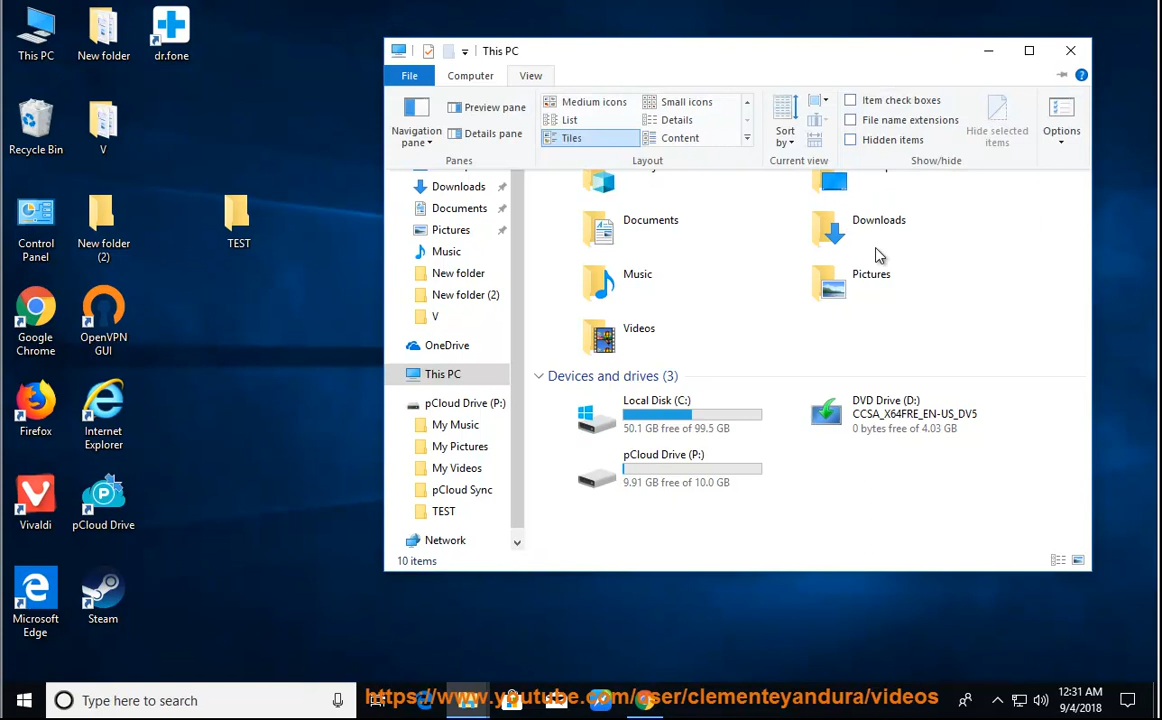 This PC
New folder
dr.fone
Recycle Bin
V
Control
Panel
New folder
(2)
TEST
Google
Chrome
OpenVPN
GUI
Firefox
Internet
Explorer
Vivaldi
pCloud Drive
Microsoft
Edge
Steam
This PC
File
Computer
View
Navigation
pane
Preview pane
Details pane
Panes
Medium icons
Small icons
List
Details
Tiles
Content
Layout
Sort
by
Current view
Item check boxes
File name extensions
Hidden items
Hide selected
items
Show/hide
Options
Downloads
Documents
Pictures
Music
New folder
New folder (2)
V
OneDrive
This PC
pCloud Drive (P:)
My Music
My Pictures
My Videos
pCloud Sync
TEST
Network
Documents
Downloads
Music
Pictures
Videos
Devices and drives (3)
Local Disk (C:)
50.1 GB free of 99.5 GB
DVD Drive (D:)
CCSA_X64FRE_EN-US_DV5
0 bytes free of 4.03 GB
pCloud Drive (P:)
9.91 GB free of 10.0 GB
10 items
Type here to search
https://www.youtube.com/user/clementeyandura/videos
12:31 AM
9/4/2018